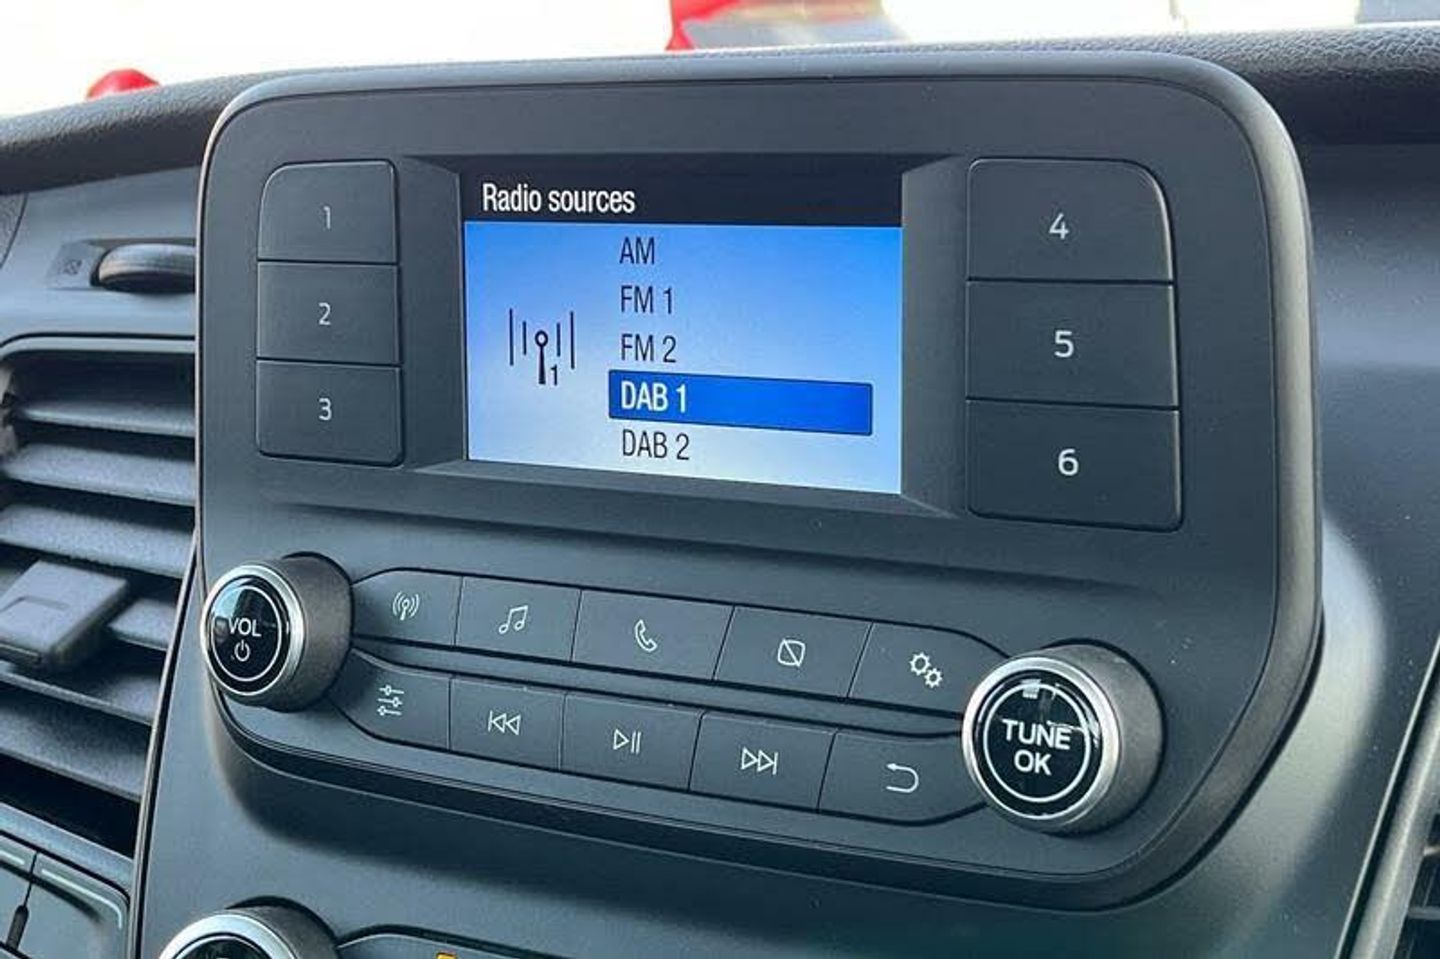 Radio sources
AM
FM 1
FM 2
DAB 1
DAB 2
1
1
2
3
4
5
6
VOL
TUNE
OK